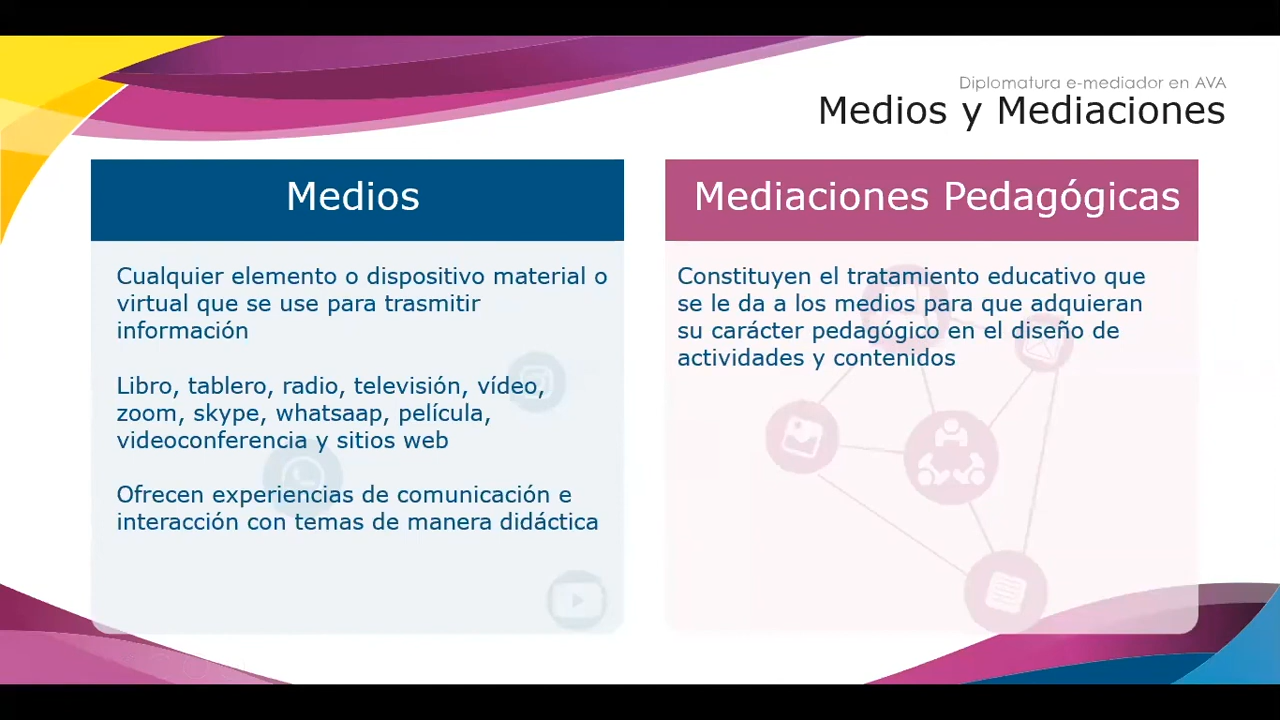 Diplomatura e-mediador en AVA
Medios y Mediaciones
Medios
Cualquier elemento o dispositivo material o
virtual que se use para trasmitir
información
Libro, tablero, radio, televisión, vídeo,
zoom, skype, whatsaap, película,
videoconferencia y sitios web
Ofrecen experiencias de comunicación e
interacción con temas de manera didáctica
Mediaciones Pedagógicas
Constituyen el tratamiento educativo que
se le da a los medios para que adquieran
su carácter pedagógico en el diseño de
actividades y contenidos